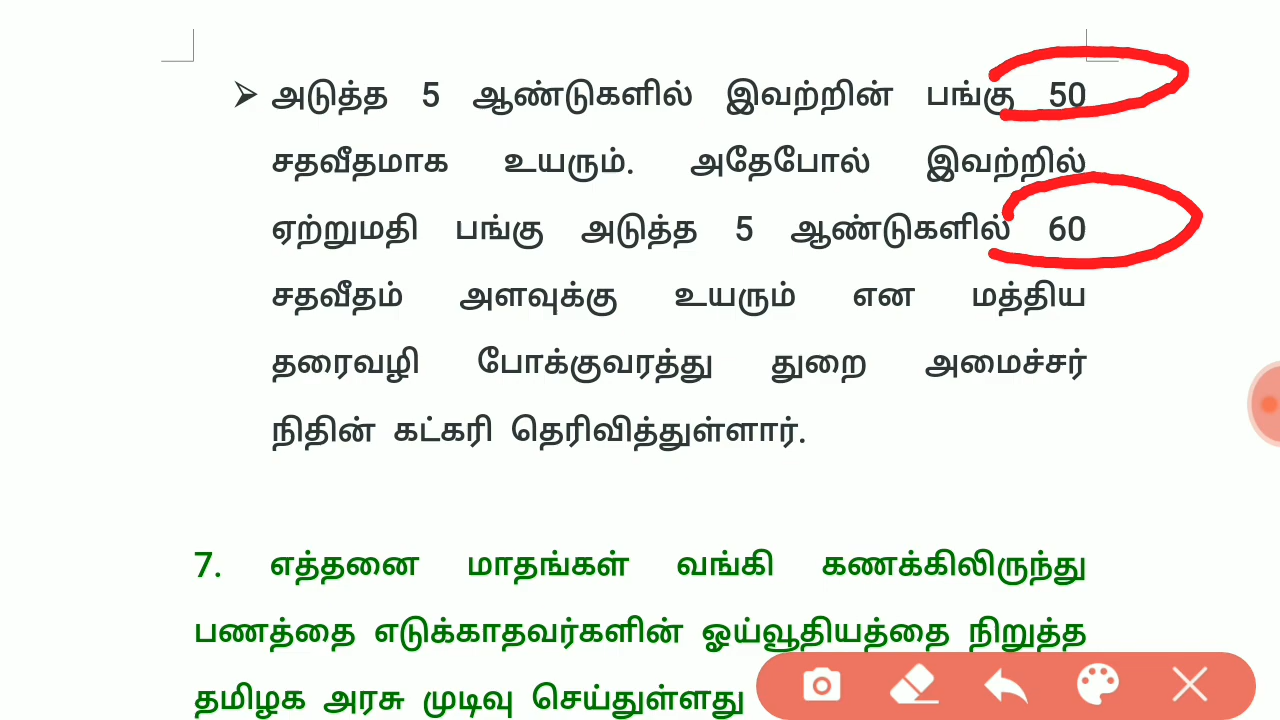 அடுத்த 5 ஆண்டுகளில் இவற்றின் பங்கு 50
சதவீதமாக உயரும். அதேபோல் இவற்றில்
ஏற்றுமதி பங்கு அடுத்த 5 ஆண்டுகளில் 60
சதவீதம் அளவுக்கு உயரும் என மத்திய
தரைவழி போக்குவரத்து துறை அமைச்சர்
நிதின் கட்கரி தெரிவித்துள்ளார்.
7. எத்தனை மாதங்கள் வங்கி கணக்கிலிருந்து
பணத்தை எடுக்காதவர்களின் ஓய்வூதியத்தை நிறுத்த
தமிழக அரசு முடிவு செய்துள்ளது